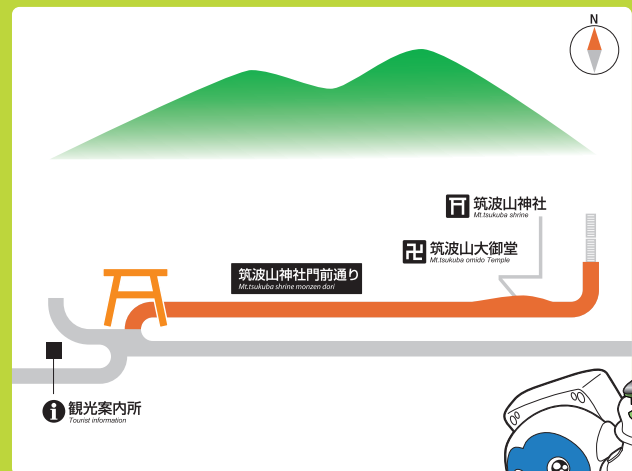 N
筑波山神社
Mt.tsukuba shrine
筑波山大御堂
Mt.tsukuba omido Temple
筑波山神社門前通り
Mt.tsukuba shrine monzen dori
観光案内所
Tourist information